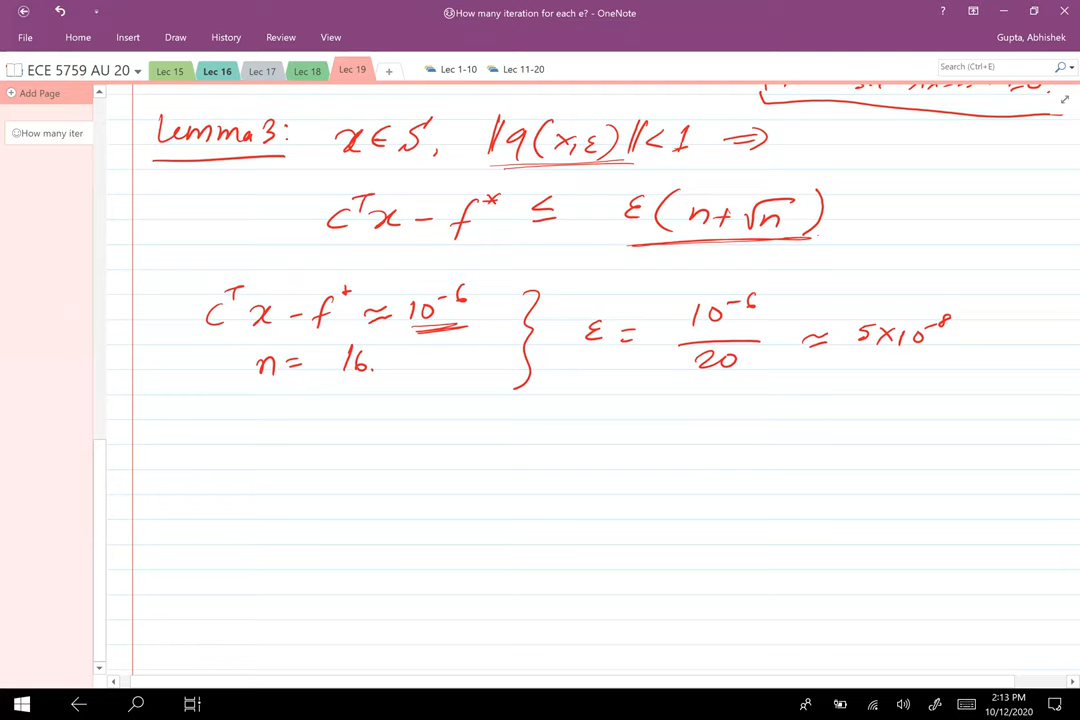 How many iteration for each e? - OneNote
File Home Insert Draw History Review View
Gupta, Abhishek
ECE 5759 AU 20
Lec 15 Lec 16 Lec 17 Lec 18 Lec 19
Lec 1-10 Lec 11-20
Search (Ctrl+E)
Add Page
How many iter
Lemma 3: x ∈ S, ||q(x,ε)|| < 1 ⇒
cᵀx - f* ≤ ε(n+√n)
cᵀx - f* ≈ 10⁻⁶
n = 16.
ε = 10⁻⁶/20 ≈ 5×10⁻⁸
2:13 PM
10/12/2020